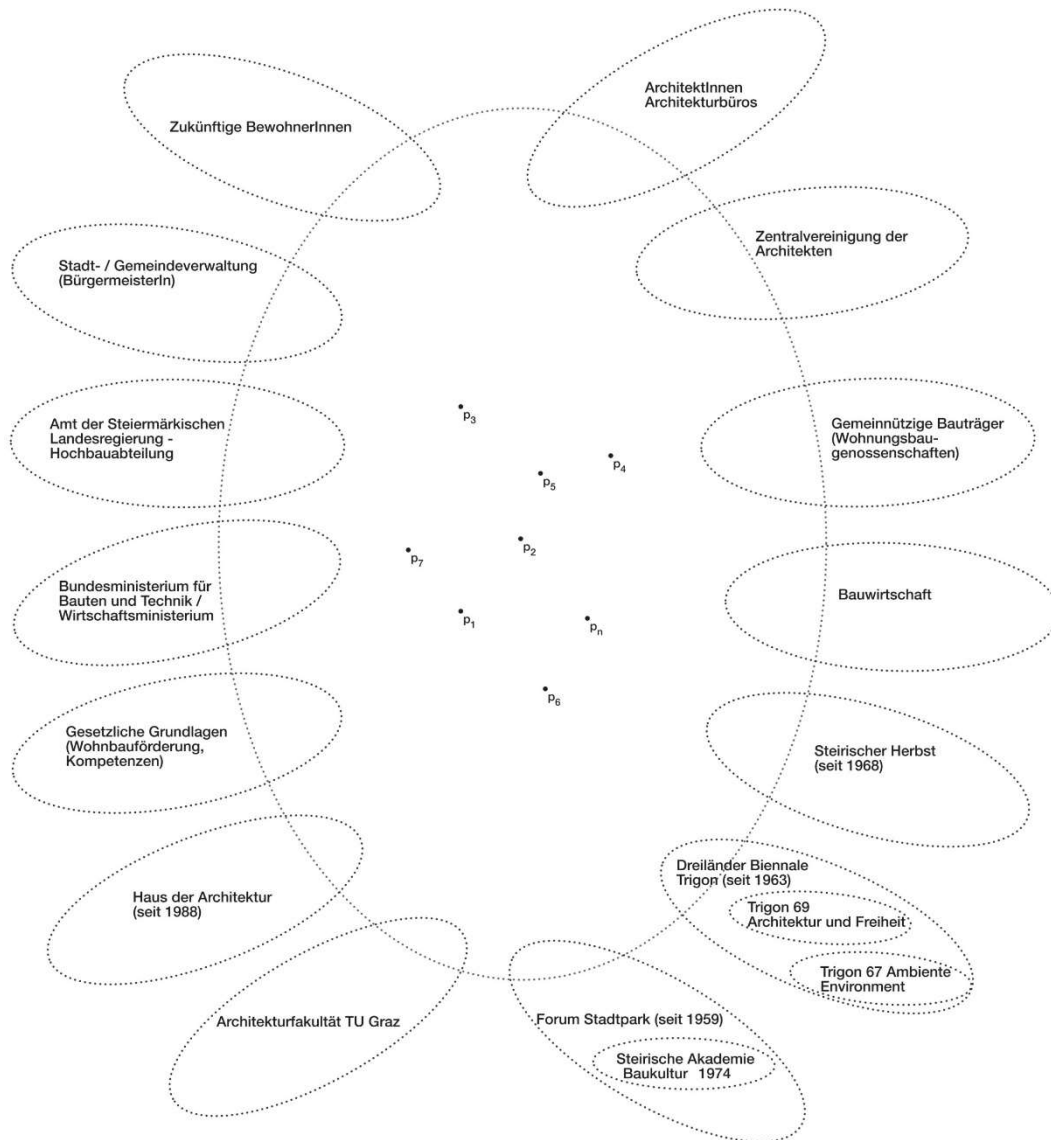 ArchitektInnen
Architekturbüros
Zukünftige BewohnerInnen
Zentralvereinigung der
Architekten
Stadt- / Gemeindeverwaltung
(BürgermeisterIn)
Amt der Steiermärkischen
Landesregierung -
Hochbauabteilung
Gemeinnützige Bauträger
(Wohnungsbau-
genossenschaften)
p3
p4
p5
p2
p7
p1
pn
p6
Bundesministerium für
Bauten und Technik /
Wirtschaftsministerium
Bauwirtschaft
Gesetzliche Grundlagen
(Wohnbauförderung,
Kompetenzen)
Steirischer Herbst
(seit 1968)
Haus der Architektur
(seit 1988)
Dreiländer Biennale
Trigon (seit 1963)
Trigon 69
Architektur und Freiheit
Trigon 67 Ambiente
Environment
Architekturfakultät TU Graz
Forum Stadtpark (seit 1959)
Steirische Akademie
Baukultur 1974